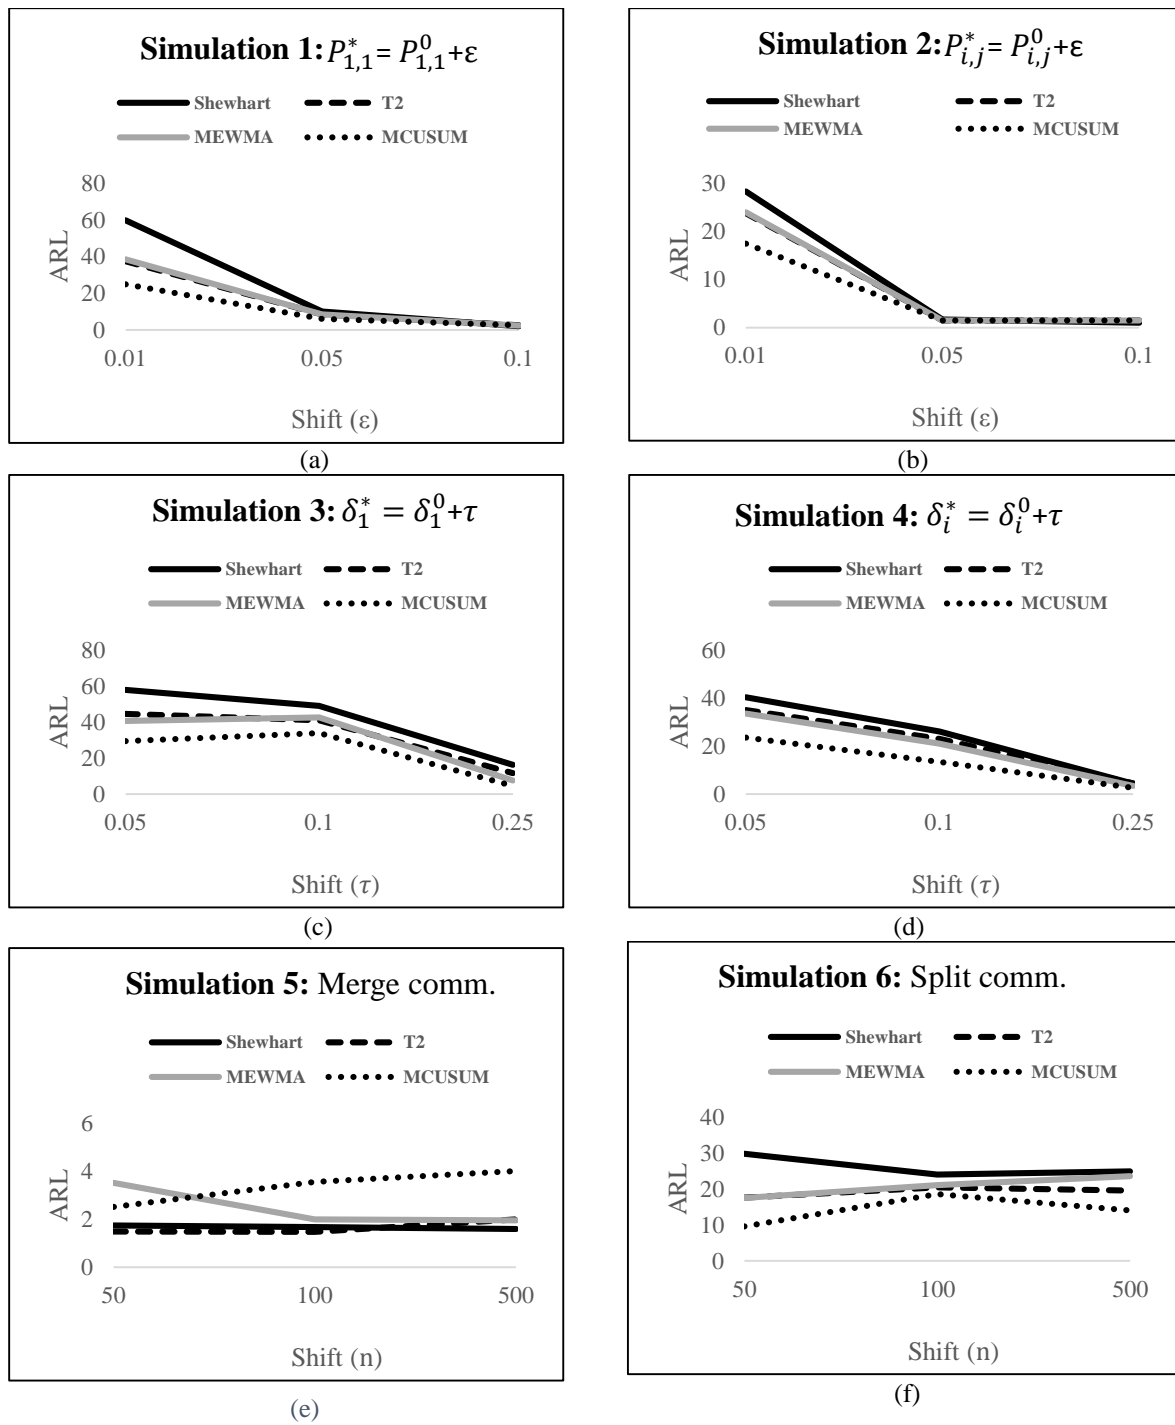 Simulation 1: P*1,1 = P01,1+ε
Shewhart T2
MEWMA MCUSUM
80
60
40
20
0
ARL
0.01 0.05 0.1
Shift (ε)
(a)
Simulation 2: P*i,j = P0i,j+ε
Shewhart T2
MEWMA MCUSUM
30
20
10
0
ARL
0.01 0.05 0.1
Shift (ε)
(b)
Simulation 3: δ*1 = δ01+τ
Shewhart T2
MEWMA MCUSUM
80
60
40
20
0
ARL
0.05 0.1 0.25
Shift (τ)
(c)
Simulation 4: δ*i = δ0i+τ
Shewhart T2
MEWMA MCUSUM
60
40
20
0
ARL
0.05 0.1 0.25
Shift (τ)
(d)
Simulation 5: Merge comm.
Shewhart T2
MEWMA MCUSUM
6
4
2
0
ARL
50 100 500
Shift (n)
(e)
Simulation 6: Split comm.
Shewhart T2
MEWMA MCUSUM
40
30
20
10
0
ARL
50 100 500
Shift (n)
(f)